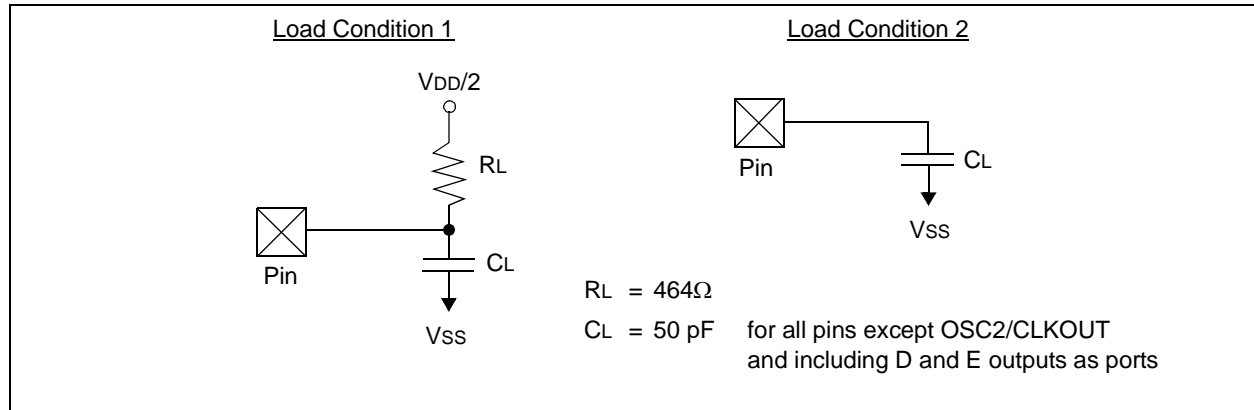 Load Condition 1
VDD/2
RL
Pin
CL
VSS
Load Condition 2
Pin
CL
VSS
RL = 464Ω
CL = 50 pF for all pins except OSC2/CLKOUT
and including D and E outputs as ports